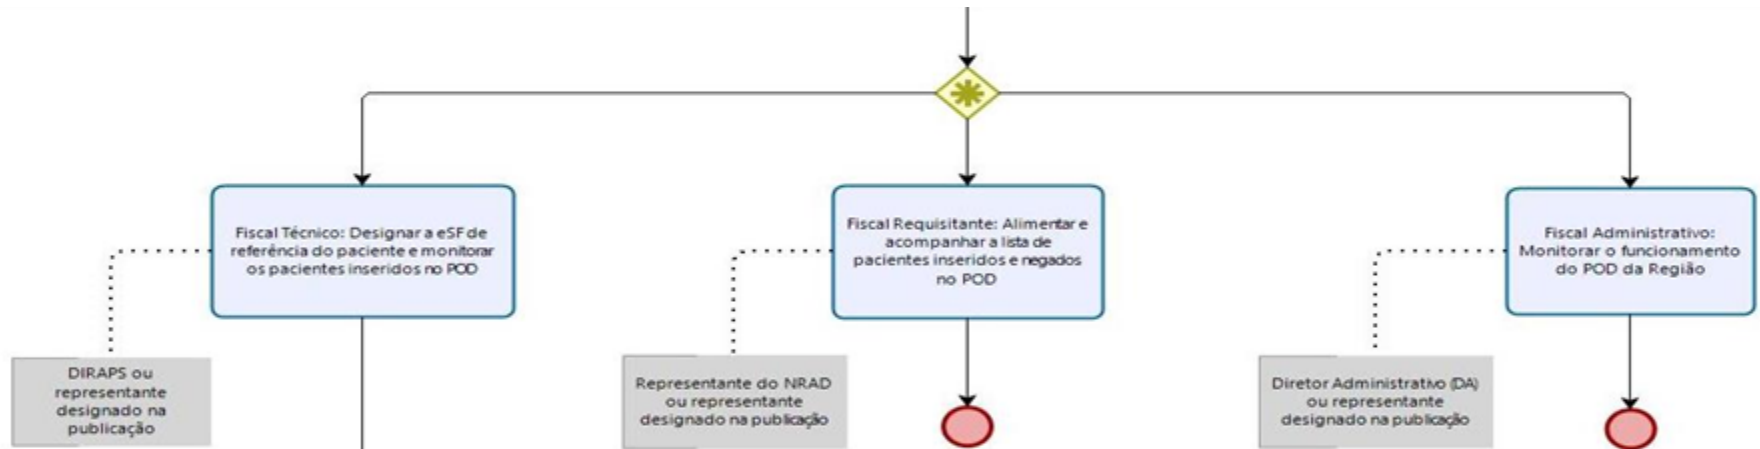 Fiscal Técnico: Designar a eSF de
referência do paciente e monitorar
os pacientes inseridos no POD
Fiscal Requisitante: Alimentar e
acompanhar a lista de
pacientes inseridos e negados
no POD
Fiscal Administrativo:
Monitorar o funcionamento
do POD da Região
DIRAPS ou
representante
designado na
publicação
Representante do NRAD
ou representante
designado na publicação
Diretor Administrativo (DA)
ou representante
designado na publicação